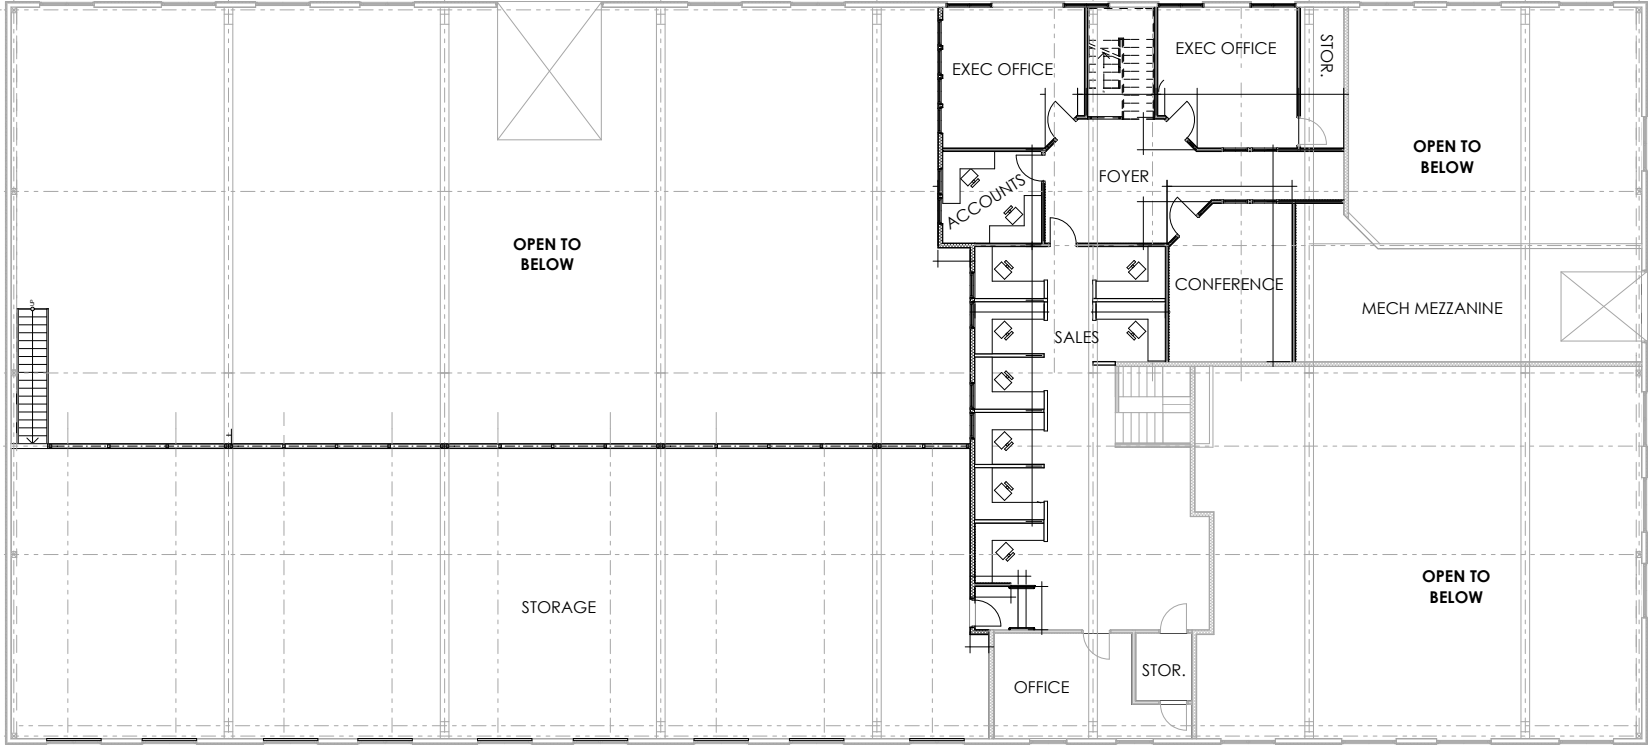 EXEC OFFICE
EXEC OFFICE
STOR.
OPEN TO
BELOW
FOYER
ACCOUNTS
OPEN TO
BELOW
CONFERENCE
MECH MEZZANINE
UP
SALES
OPEN TO
BELOW
STORAGE
STOR.
OFFICE